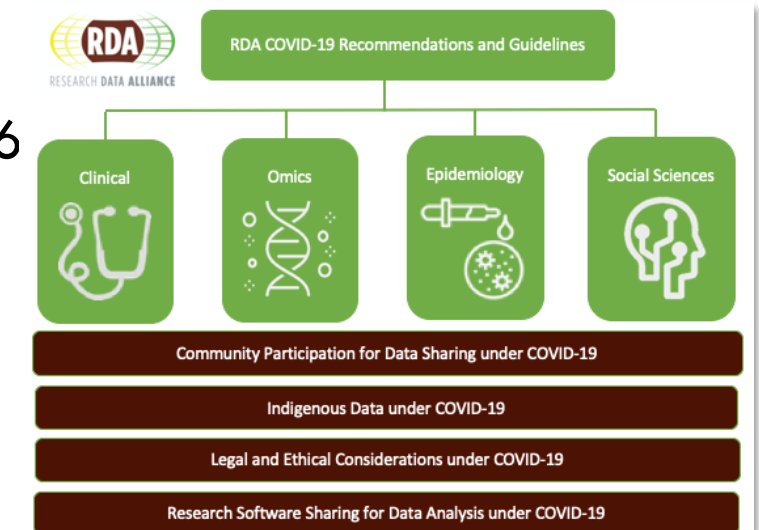 RDA
RESEARCH DATA ALLIANCE
RDA COVID-19 Recommendations and Guidelines
6
Clinical
Omics
Epidemiology
Social Sciences
Community Participation for Data Sharing under COVID-19
Indigenous Data under COVID-19
Legal and Ethical Considerations under COVID-19
Research Software Sharing for Data Analysis under COVID-19